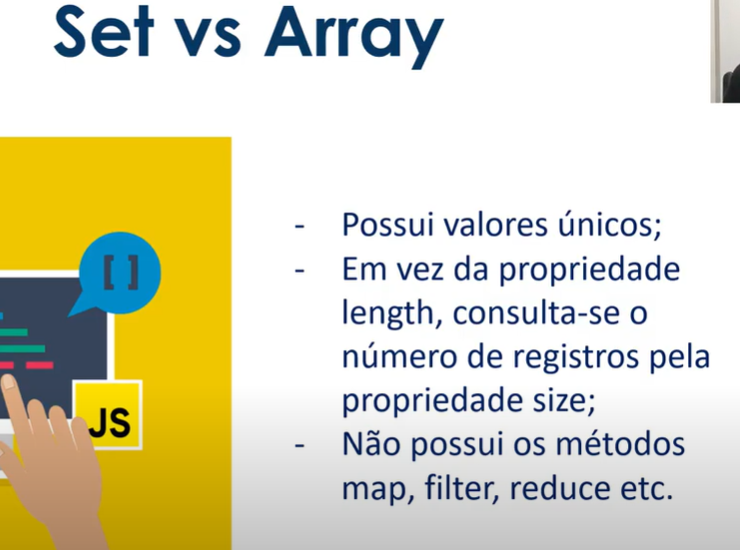 Set vs Array
[ ]
JS
- Possui valores únicos;
- Em vez da propriedade
length, consulta-se o
número de registros pela
propriedade size;
- Não possui os métodos
map, filter, reduce etc.